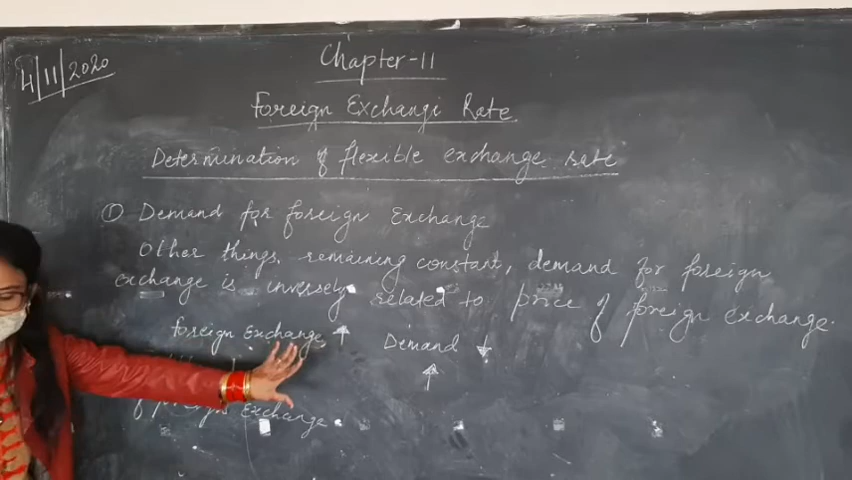 4/11/2020
Chapter-11
Foreign Exchange Rate
Determination of flexible exchange rate
① Demand for foreign Exchange
Other things, remaining constant, demand for foreign
exchange is inversely related to price of foreign exchange.
foreign Exchange ↑ Demand ↓
↑
of foreign Exchange